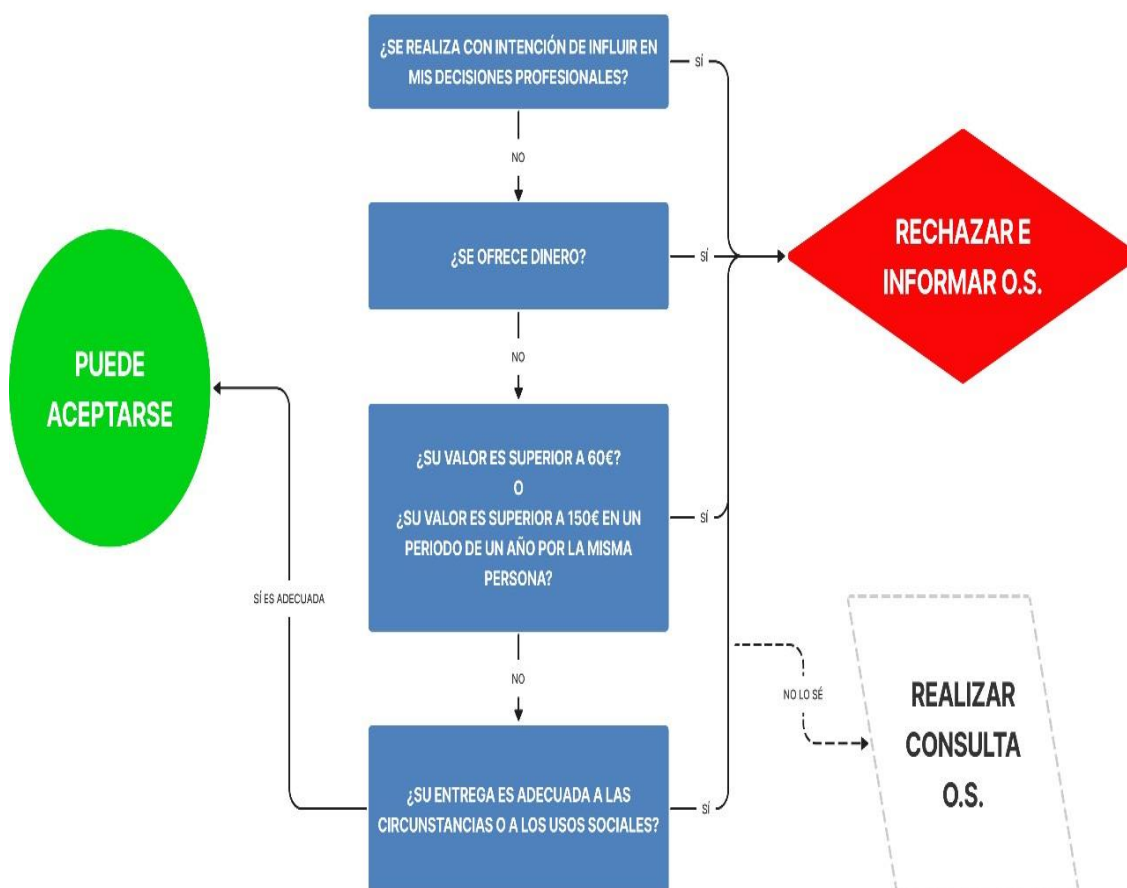 ¿SE REALIZA CON INTENCIÓN DE INFLUIR EN
MIS DECISIONES PROFESIONALES?
SÍ
NO
¿SE OFRECE DINERO?
SÍ
RECHAZAR E
INFORMAR O.S.
NO
PUEDE
ACEPTARSE
¿SU VALOR ES SUPERIOR A 60€?
O
¿SU VALOR ES SUPERIOR A 150€ EN UN
PERIODO DE UN AÑO POR LA MISMA
PERSONA?
SÍ
SÍ ES ADECUADA
NO
NO LO SÉ
REALIZAR
CONSULTA
O.S.
¿SU ENTREGA ES ADECUADA A LAS
CIRCUNSTANCIAS O A LOS USOS SOCIALES?
SÍ